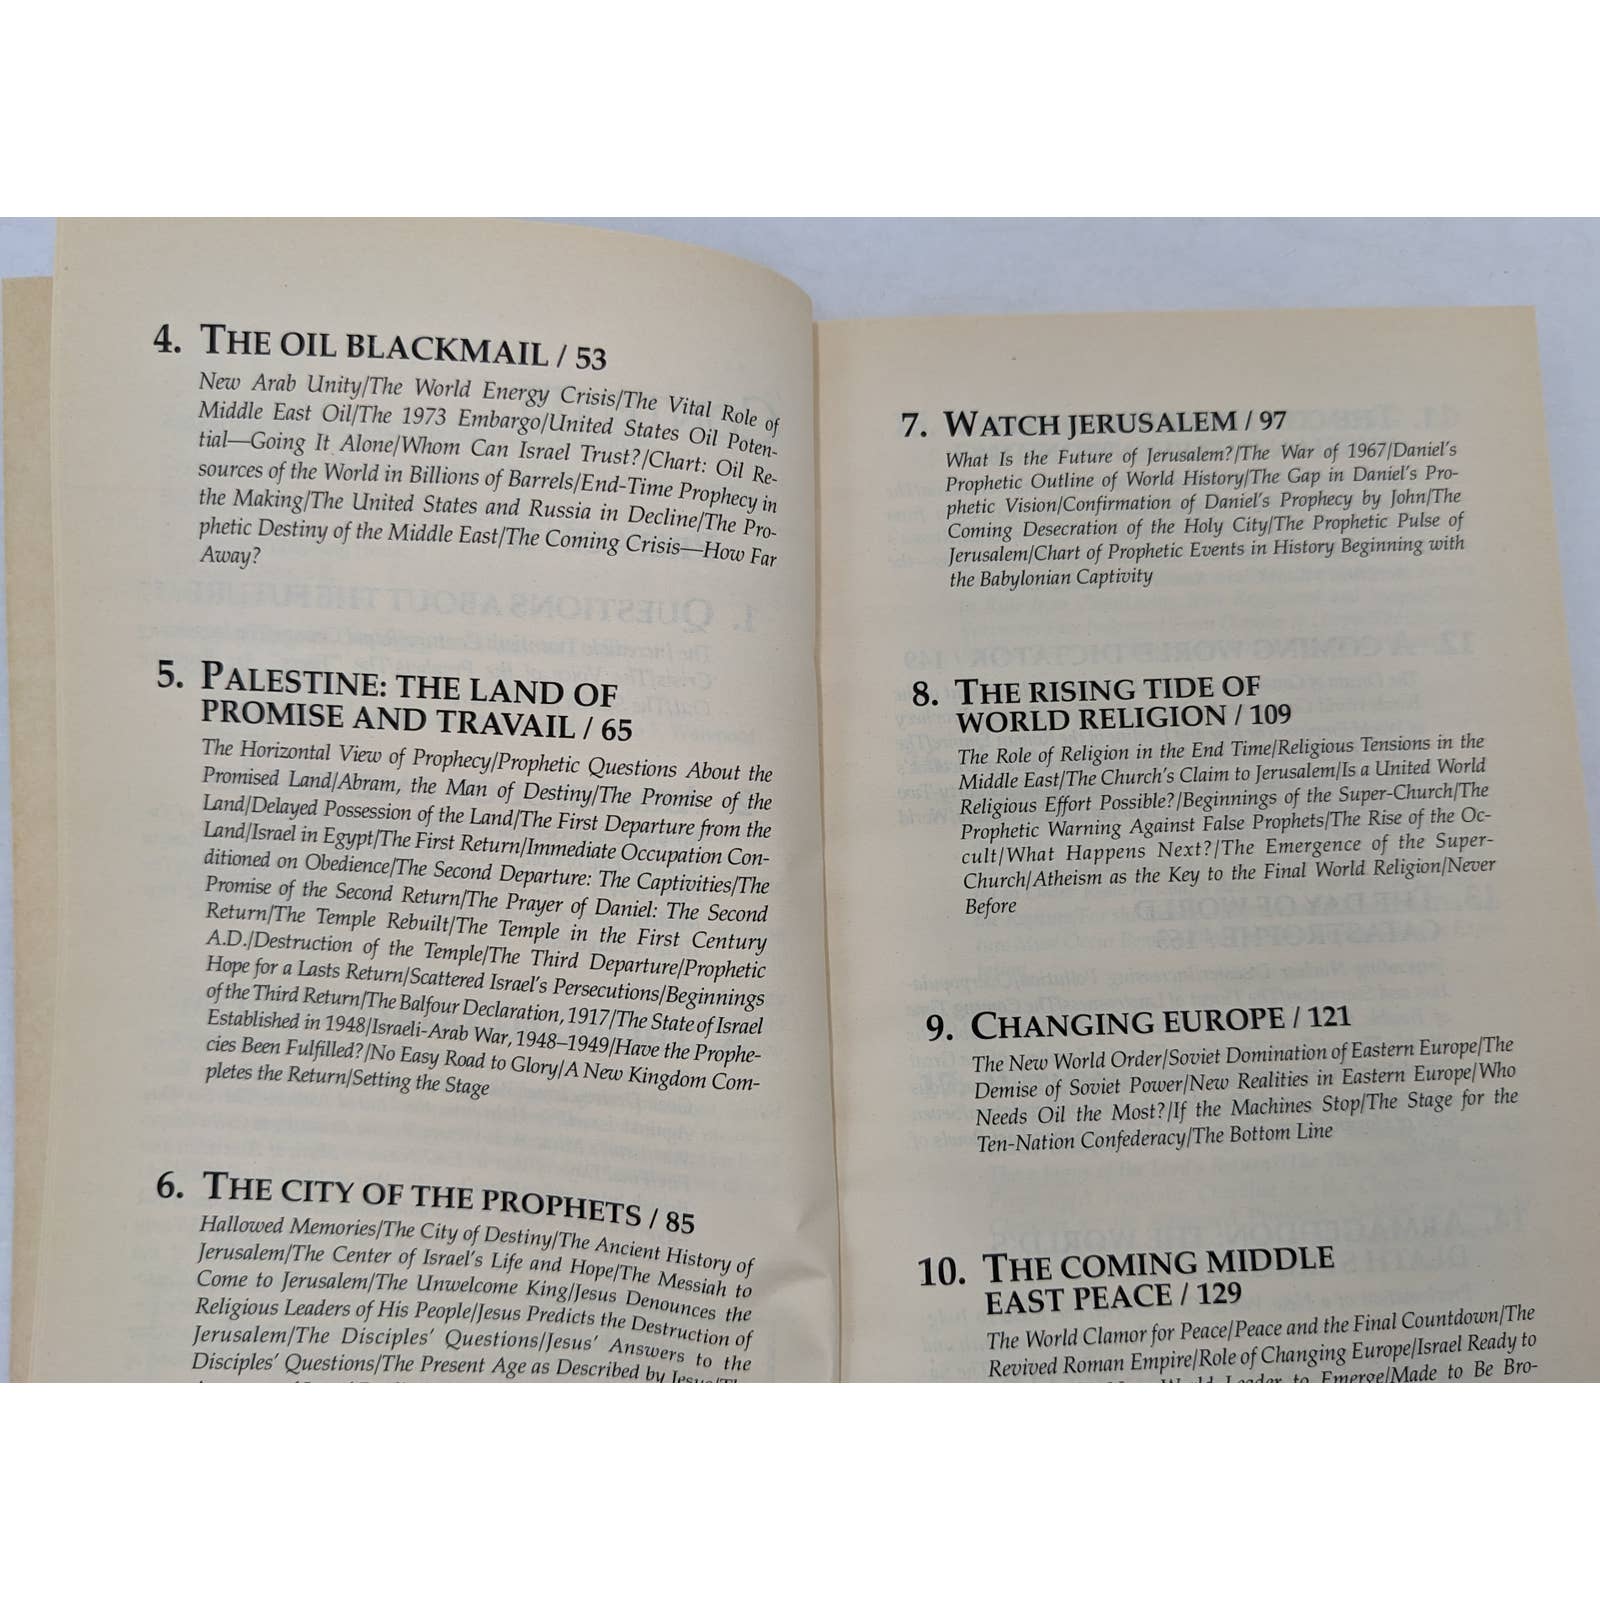 4. THE OIL BLACKMAIL / 53
New Arab Unity/The World Energy Crisis/The Vital Role of
Middle East Oil/The 1973 Embargo/United States Oil Poten-
tial—Going It Alone/Whom Can Israel Trust?/Chart: Oil Re-
sources of the World in Billions of Barrels/End-Time Prophecy in
the Making/The United States and Russia in Decline/The Pro-
phetic Destiny of the Middle East/The Coming Crisis—How Far
Away?
5. PALESTINE: THE LAND OF
PROMISE AND TRAVAIL / 65
The Horizontal View of Prophecy/Prophetic Questions About the
Promised Land/Abram, the Man of Destiny/The Promise of the
Land/Delayed Possession of the Land/The First Departure from the
Land/Israel in Egypt/The First Return/Immediate Occupation Con-
ditioned on Obedience/The Second Departure: The Captivities/The
Promise of the Second Return/The Prayer of Daniel: The Second
Return/The Temple Rebuilt/The Temple in the First Century
A.D./Destruction of the Temple/The Third Departure/Prophetic
Hope for a Lasts Return/Scattered Israel's Persecutions/Beginnings
of the Third Return/The Balfour Declaration, 1917/The State of Israel
Established in 1948/Israeli-Arab War, 1948–1949/Have the Prophe-
cies Been Fulfilled?/No Easy Road to Glory/A New Kingdom Com-
pletes the Return/Setting the Stage
6. THE CITY OF THE PROPHETS / 85
Hallowed Memories/The City of Destiny/The Ancient History of
Jerusalem/The Center of Israel's Life and Hope/The Messiah to
Come to Jerusalem/The Unwelcome King/Jesus Denounces the
Religious Leaders of His People/Jesus Predicts the Destruction of
Jerusalem/The Disciples' Questions/Jesus' Answers to the
Disciples' Questions/The Present Age as Described by Jesus/The
7. WATCH JERUSALEM / 97
What Is the Future of Jerusalem?/The War of 1967/Daniel's
Prophetic Outline of World History/The Gap in Daniel's Pro-
phetic Vision/Confirmation of Daniel's Prophecy by John/The
Coming Desecration of the Holy City/The Prophetic Pulse of
Jerusalem/Chart of Prophetic Events in History Beginning with
the Babylonian Captivity
8. THE RISING TIDE OF
WORLD RELIGION / 109
The Role of Religion in the End Time/Religious Tensions in the
Middle East/The Church's Claim to Jerusalem/Is a United World
Religious Effort Possible?/Beginnings of the Super-Church/The
Prophetic Warning Against False Prophets/The Rise of the Oc-
cult/What Happens Next?/The Emergence of the Super-
Church/Atheism as the Key to the Final World Religion/Never
Before
9. CHANGING EUROPE / 121
The New World Order/Soviet Domination of Eastern Europe/The
Demise of Soviet Power/New Realities in Eastern Europe/Who
Needs Oil the Most?/If the Machines Stop/The Stage for the
Ten-Nation Confederacy/The Bottom Line
10. THE COMING MIDDLE
EAST PEACE / 129
The World Clamor for Peace/Peace and the Final Countdown/The
Revived Roman Empire/Role of Changing Europe/Israel Ready to
World Leader to Emerge/Made to Be Bro-